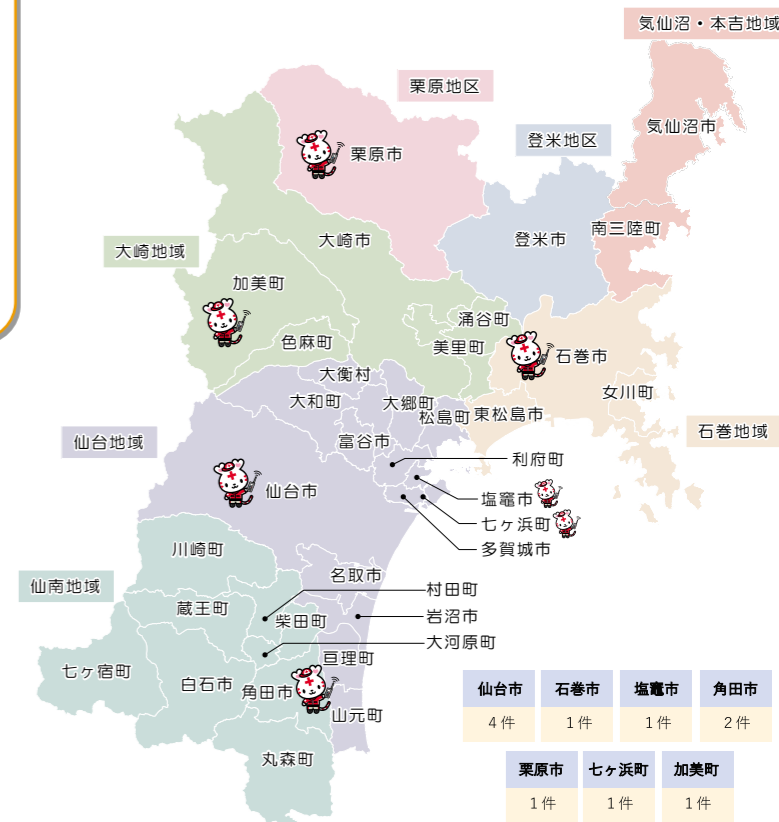 気仙沼・本吉地域
栗原地区
気仙沼市
登米地区
栗原市
南三陸町
大崎市
登米市
大崎地域
加美町
涌谷町
色麻町
美里町
石巻市
大衡村
女川町
大和町
大郷町
松島町
東松島市
石巻地域
仙台地域
富谷市
利府町
仙台市
塩竈市
七ヶ浜町
多賀城市
川崎町
名取市
仙南地域
村田町
蔵王町
柴田町
岩沼市
大河原町
亘理町
七ヶ宿町
白石市
角田市
山元町
丸森町
仙台市 石巻市 塩竈市 角田市
4件 1件 1件 2件
栗原市 七ヶ浜町 加美町
1件 1件 1件